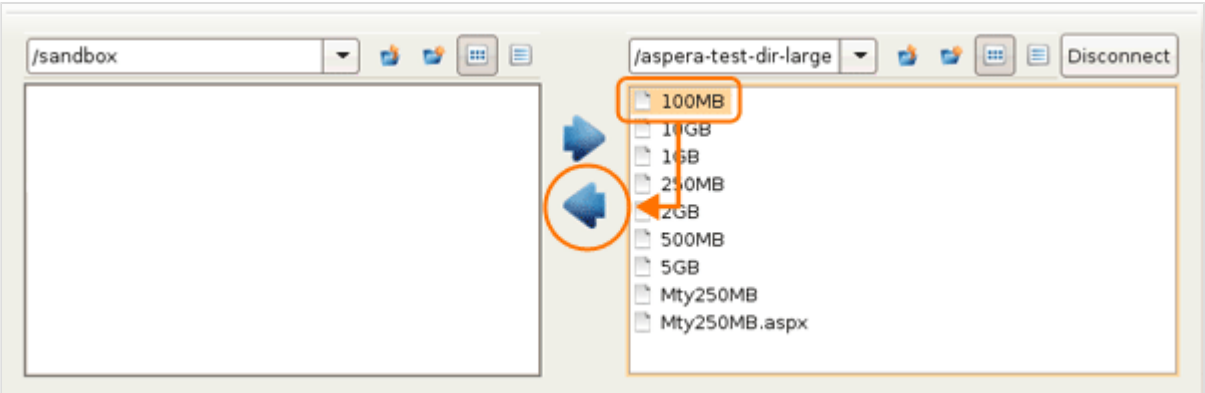 /sandbox
/aspera-test-dir-large
Disconnect
100MB
10GB
1GB
250MB
2GB
500MB
5GB
Mty250MB
Mty250MB.aspx